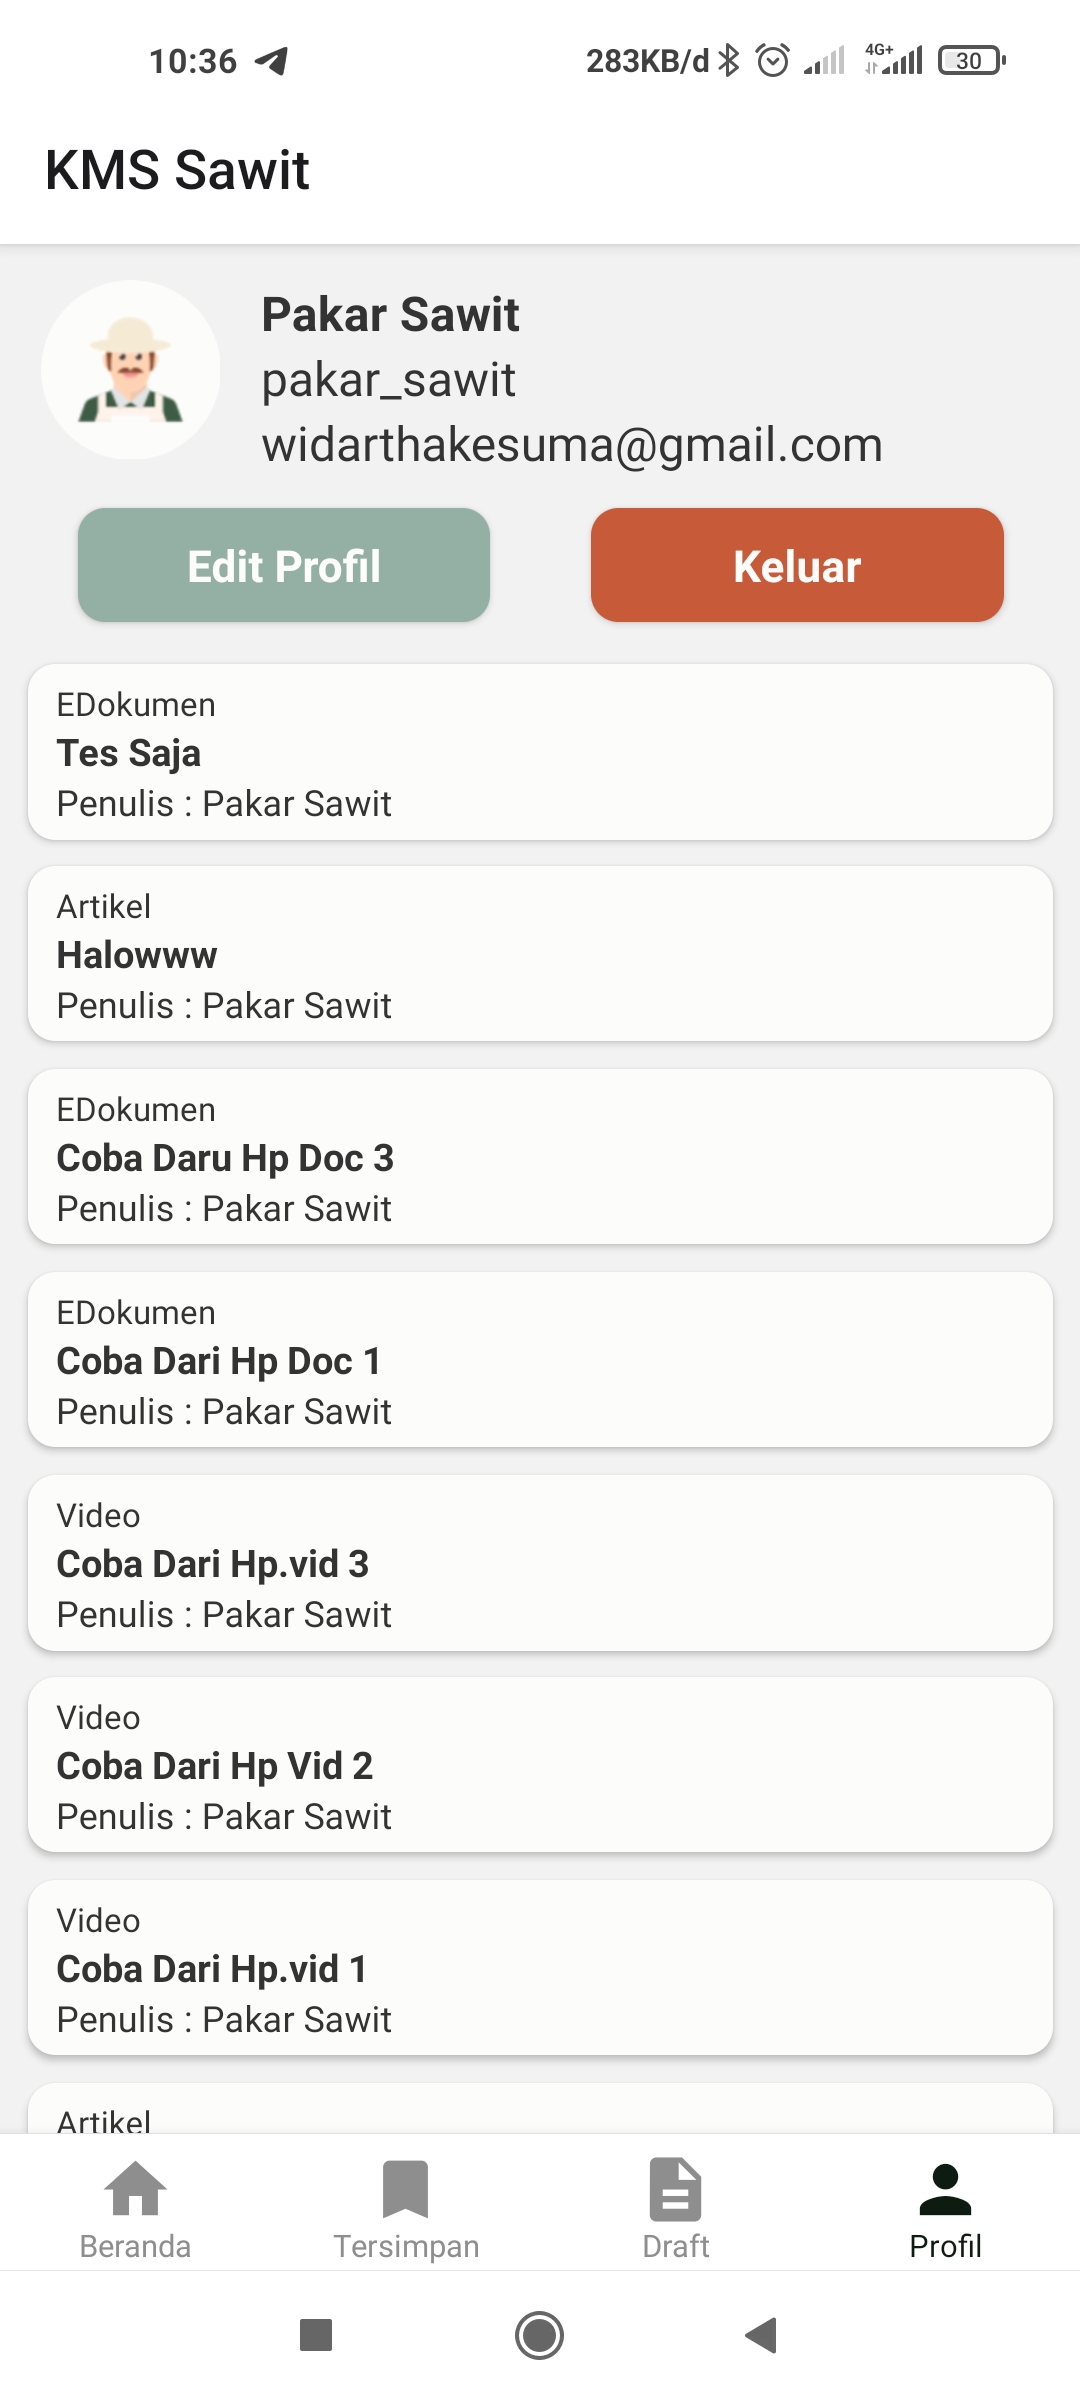 10:36 283KB/d 4G+ 30
KMS Sawit
Pakar Sawit
pakar_sawit
widarthakesuma@gmail.com
Edit Profil Keluar
EDokumen
Tes Saja
Penulis : Pakar Sawit
Artikel
Halowww
Penulis : Pakar Sawit
EDokumen
Coba Daru Hp Doc 3
Penulis : Pakar Sawit
EDokumen
Coba Dari Hp Doc 1
Penulis : Pakar Sawit
Video
Coba Dari Hp.vid 3
Penulis : Pakar Sawit
Video
Coba Dari Hp Vid 2
Penulis : Pakar Sawit
Video
Coba Dari Hp.vid 1
Penulis : Pakar Sawit
Artikel
Beranda Tersimpan Draft Profil